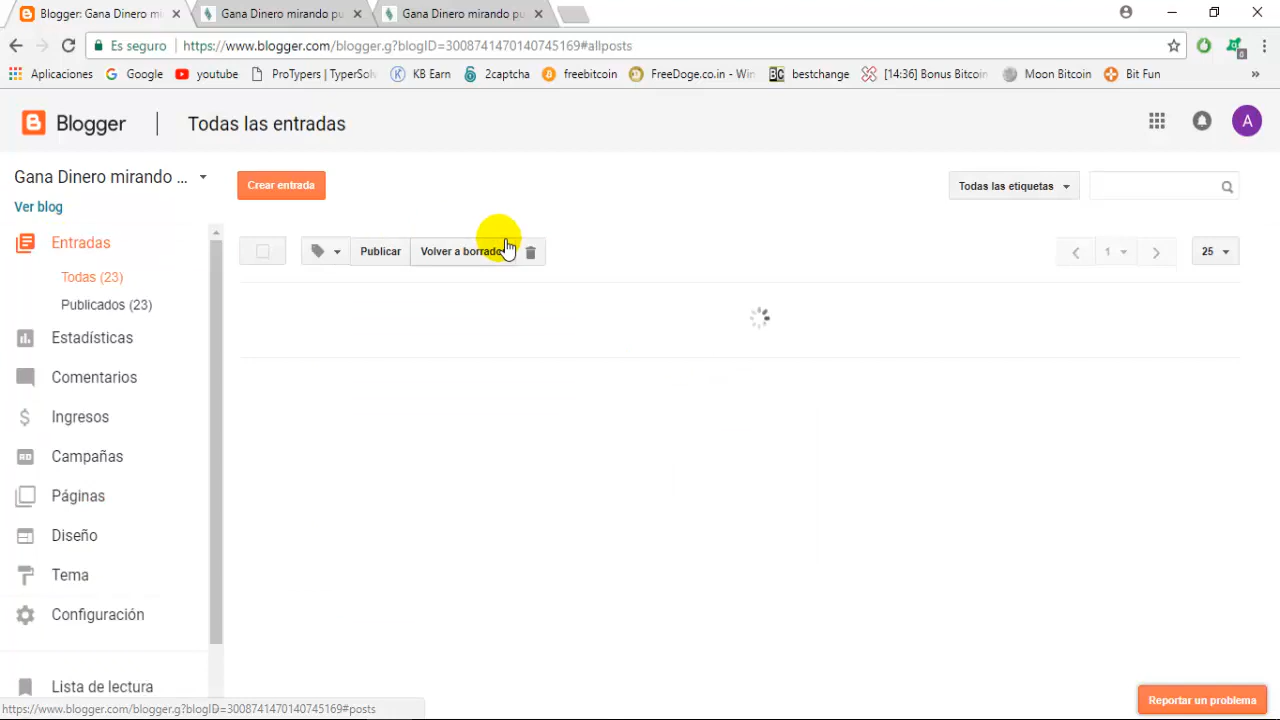 Blogger: Gana Dinero mi
Gana Dinero mirando pu
Gana Dinero mirando pu
Es seguro
https://www.blogger.com/blogger.g?blogID=3008741470140745169#allposts
0
Aplicaciones
Google
youtube
ProTypers | TyperSol
KB Earn
2captcha
freebitcoin
FreeDoge.co.in - Win
BC
bestchange
[14:36] Bonus Bitcoin
Moon Bitcoin
Bit Fun
»
Blogger
Todas las entradas
A
Gana Dinero mirando ...
Crear entrada
Todas las etiquetas
Ver blog
Entradas
Publicar
Volver a borrado
1
25
Todas (23)
Publicados (23)
Estadísticas
Comentarios
Ingresos
Campañas
Páginas
Diseño
Tema
Configuración
Lista de lectura
Reportar un problema
https://www.blogger.com/blogger.g?blogID=3008741470140745169#posts